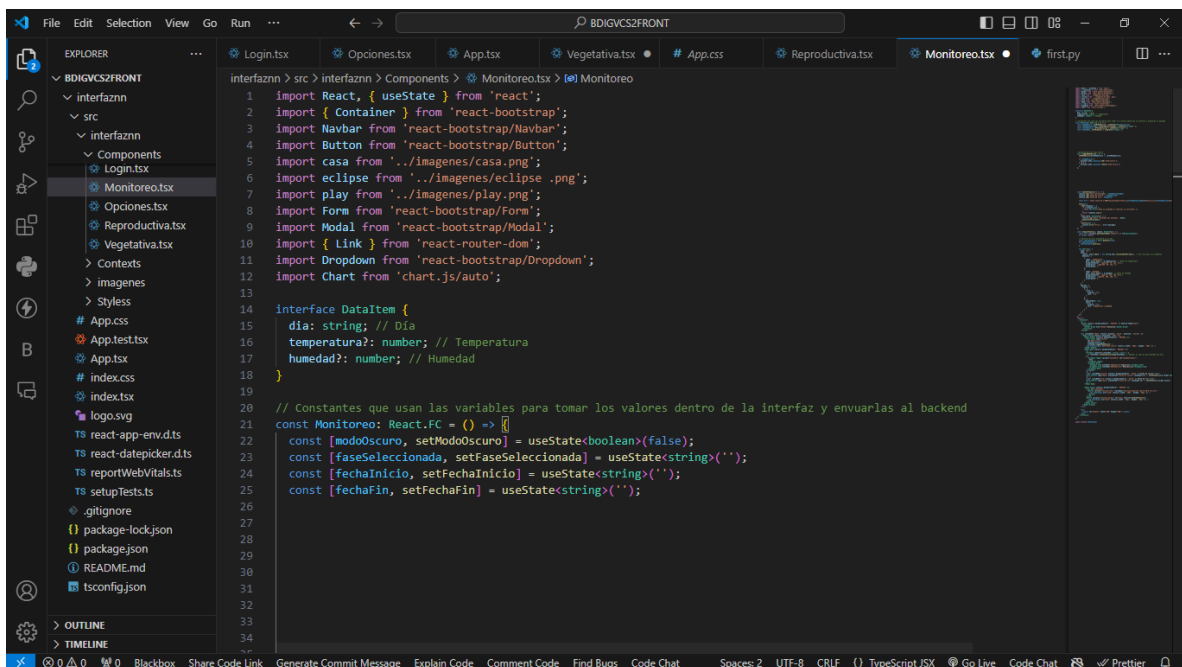 File Edit Selection View Go Run ··· BDIGVCS2FRONT
EXPLORER ···
BDIGVCS2FRONT
interfaznn
src
interfaznn
Components
Login.tsx
Monitoreo.tsx
Opciones.tsx
Reproductiva.tsx
Vegetativa.tsx
Contexts
imagenes
Styless
# App.css
App.test.tsx
App.tsx
# index.css
index.tsx
logo.svg
TS react-app-env.d.ts
TS react-datepicker.d.ts
TS reportWebVitals.ts
TS setupTests.ts
.gitignore
{} package-lock.json
{} package.json
README.md
tsconfig.json
OUTLINE
TIMELINE
Login.tsx Opciones.tsx App.tsx Vegetativa.tsx # App.css Reproductiva.tsx Monitoreo.tsx first.py
interfaznn > src > interfaznn > Components > Monitoreo.tsx > Monitoreo
1 import React, { useState } from 'react';
2 import { Container } from 'react-bootstrap';
3 import Navbar from 'react-bootstrap/Navbar';
4 import Button from 'react-bootstrap/Button';
5 import casa from '../imagenes/casa.png';
6 import eclipse from '../imagenes/eclipse .png';
7 import play from '../imagenes/play.png';
8 import Form from 'react-bootstrap/Form';
9 import Modal from 'react-bootstrap/Modal';
10 import { Link } from 'react-router-dom';
11 import Dropdown from 'react-bootstrap/Dropdown';
12 import Chart from 'chart.js/auto';
13
14 interface DataItem {
15 dia: string; // Día
16 temperatura?: number; // Temperatura
17 humedad?: number; // Humedad
18 }
19
20 // Constantes que usan las variables para tomar los valores dentro de la interfaz y envuarlas al backend
21 const Monitoreo: React.FC = () => {
22 const [modoOscuro, setModoOscuro] = useState<boolean>(false);
23 const [faseSeleccionada, setFaseSeleccionada] = useState<string>('');
24 const [fechaInicio, setFechaInicio] = useState<string>('');
25 const [fechaFin, setFechaFin] = useState<string>('');
26
27
28
29
30
31
32
33
34
0 0 0 Blackbox Share Code Link Generate Commit Message Explain Code Comment Code Find Bugs Code Chat Spaces: 2 UTF-8 CRLF {} TypeScript JSX Go Live Code Chat Prettier